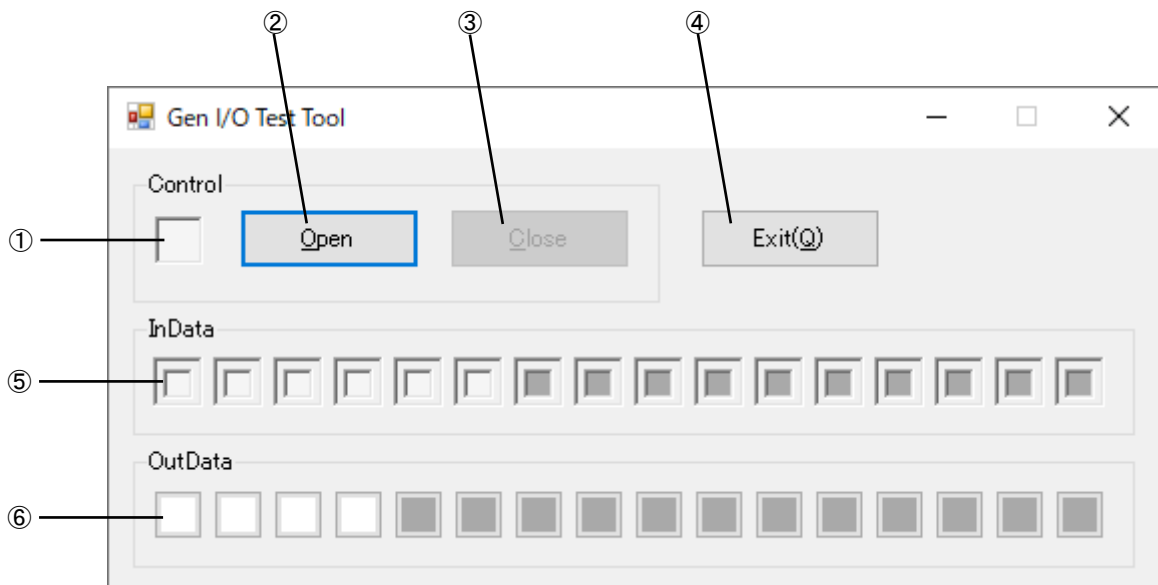 ② ③ ④
Gen I/O Test Tool
Control
① Open Close Exit(Q)
InData
⑤
OutData
⑥